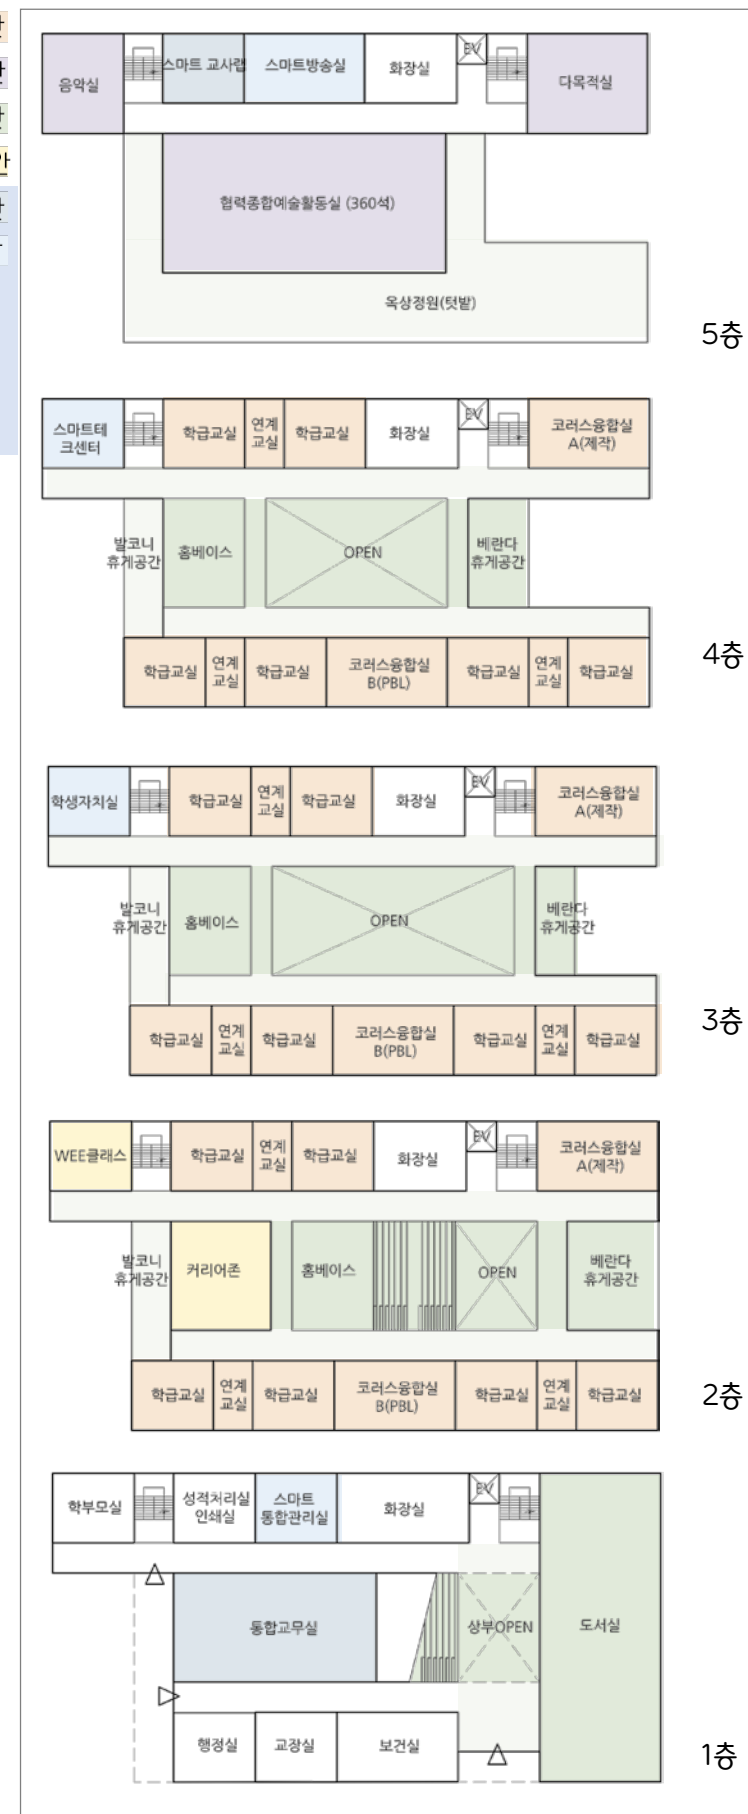 음악실
스마트 교사랩
스마트방송실
화장실
EV
다목적실
협력종합예술활동실 (360석)
옥상정원(텃밭)
5층
스마트테
크센터
학급교실
연계
교실
학급교실
화장실
EV
코러스융합실
A(제작)
발코니
휴게공간
홈베이스
OPEN
베란다
휴게공간
학급교실
연계
교실
학급교실
코러스융합실
B(PBL)
학급교실
연계
교실
학급교실
4층
학생자치실
학급교실
연계
교실
학급교실
화장실
EV
코러스융합실
A(제작)
발코니
휴게공간
홈베이스
OPEN
베란다
휴게공간
학급교실
연계
교실
학급교실
코러스융합실
B(PBL)
학급교실
연계
교실
학급교실
3층
WEE클래스
학급교실
연계
교실
학급교실
화장실
EV
코러스융합실
A(제작)
발코니
휴게공간
커리어존
홈베이스
OPEN
베란다
휴게공간
학급교실
연계
교실
학급교실
코러스융합실
B(PBL)
학급교실
연계
교실
학급교실
2층
학부모실
성적처리실
인쇄실
스마트
통합관리실
화장실
EV
통합교무실
상부OPEN
도서실
행정실
교장실
보건실
1층